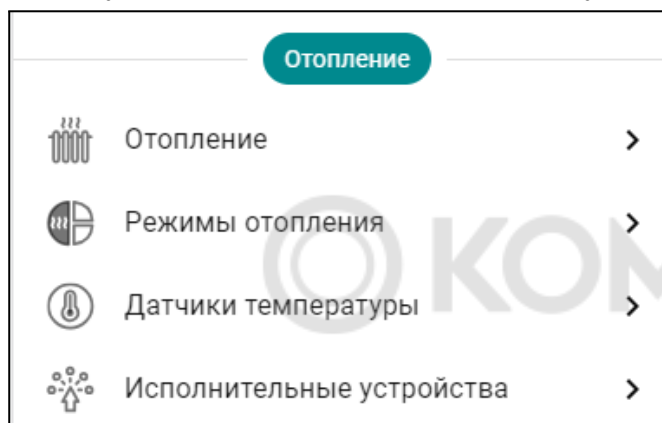 Отопление
Отопление
Режимы отопления
Датчики температуры
Исполнительные устройства